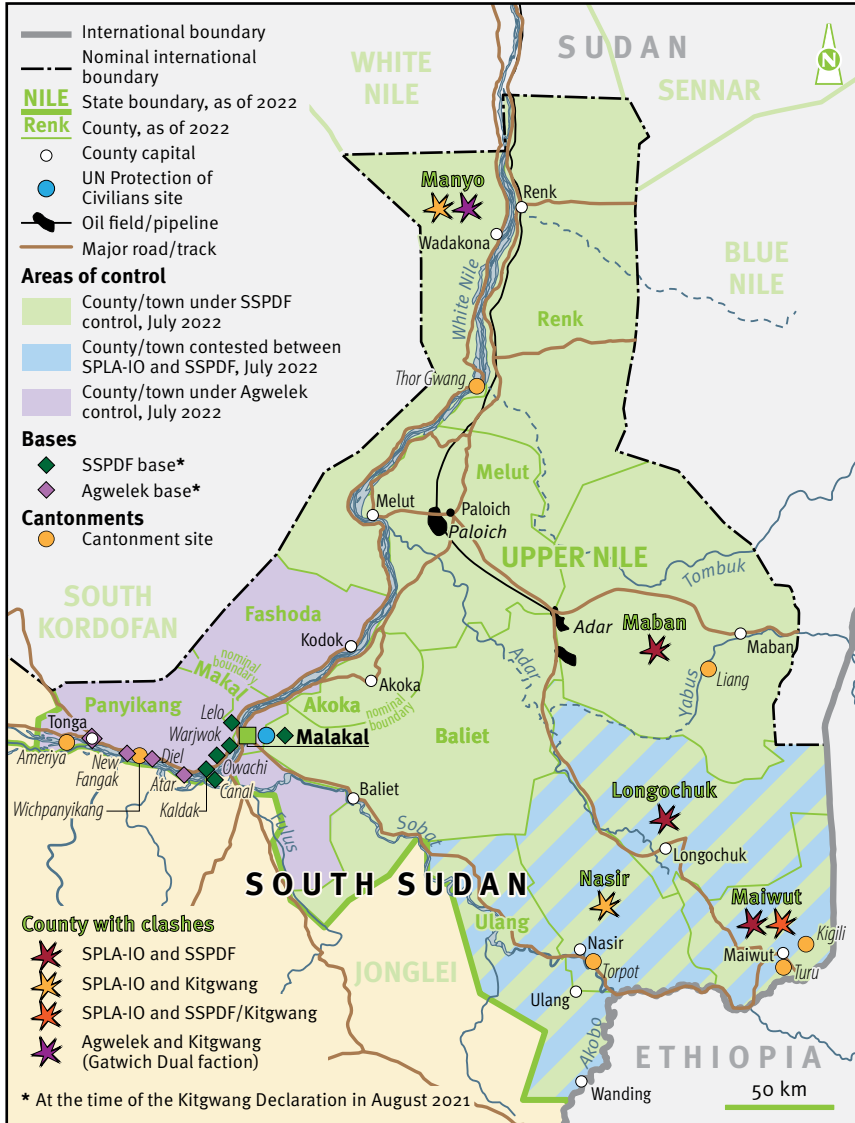 International boundary
Nominal international
boundary
NILE State boundary, as of 2022
Renk County, as of 2022
County capital
UN Protection of
Civilians site
Oil field/pipeline
Major road/track
Areas of control
County/town under SSPDF
control, July 2022
County/town contested between
SPLA-IO and SSPDF, July 2022
County/town under Agwelek
control, July 2022
Bases
SSPDF base*
Agwelek base*
Cantonments
Cantonment site
SUDAN
WHITE
NILE
SENNAR
N
Manyo
Renk
Wadakona
White Nile
BLUE
NILE
Renk
Thor Gwang
Melut
Melut
Paloich
Paloich
UPPER NILE
Tombuk
SOUTH
KORDOFAN
Fashoda
Adar
Adar
Maban
Maban
Kodok
nominal
boundary
Makal
Yabus
Liang
Panyikang
Akoka
Akoka
nominal
boundary
Lelo
Tonga
Warjwok
Malakal
Baliet
Ameriya
New
Fangak
Diel
Owachi
Atar
Canal
Wichpanyikang
Kaldak
Baliet
Longochuk
Fulus
Sobat
Longochuk
SOUTH SUDAN
Nasir
Maiwut
Ulang
Kigili
Nasir
Maiwut
Torpot
Turu
JONGLEI
Ulang
Akobo
ETHIOPIA
Wanding
50 km
County with clashes
SPLA-IO and SSPDF
SPLA-IO and Kitgwang
SPLA-IO and SSPDF/Kitgwang
Agwelek and Kitgwang
(Gatwich Dual faction)
* At the time of the Kitgwang Declaration in August 2021